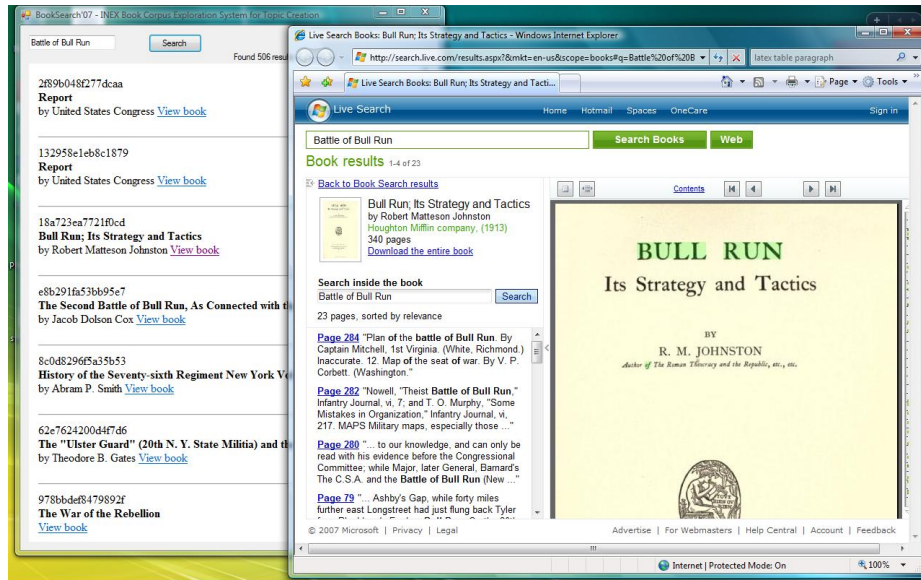 BookSearch'07 - INEX Book Corpus Exploration System for Topic Creation
Battle of Bull Run
Search
Found 506 resul
2f89b048f277dcaa
Report
by United States Congress View book
132958e1eb8c1879
Report
by United States Congress View book
18a723ea7721f0cd
Bull Run; Its Strategy and Tactics
by Robert Matteson Johnston View book
e8b291fa53bb95e7
The Second Battle of Bull Run, As Connected with th
by Jacob Dolson Cox View book
8c0d8296f5a35b53
History of the Seventy-sixth Regiment New York Vo
by Abram P. Smith View book
62e7624200d4f7d6
The "Ulster Guard" (20th N. Y. State Militia) and th
by Theodore B. Gates View book
978bbdef8479892f
The War of the Rebellion
View book
Live Search Books: Bull Run; Its Strategy and Tactics - Windows Internet Explorer
http://search.live.com/results.aspx?&mkt=en-us&scope=books#q=Battle%20of%20B
latex table paragraph
Live Search Books: Bull Run; Its Strategy and Tacti...
Page
Tools
Live Search
Home Hotmail Spaces OneCare
Sign in
Battle of Bull Run
Search Books
Web
Book results 1-4 of 23
Back to Book Search results
Bull Run; Its Strategy and Tactics
by Robert Matteson Johnston
Houghton Mifflin company, (1913)
340 pages
Download the entire book
Search inside the book
Battle of Bull Run
Search
23 pages, sorted by relevance
Page 284 "Plan of the battle of Bull Run. By
Captain Mitchell, 1st Virginia. (White, Richmond.)
Inaccurate. 12. Map of the seat of war. By V. P.
Corbett. (Washington."
Page 282 "Nowell, "Theist Battle of Bull Run,"
Infantry Journal, vi, 7; and T. O. Murphy, "Some
Mistakes in Organization," Infantry Journal, vi,
217. MAPS Military maps, especially those ..."
Page 280 "... to our knowledge, and can only be
read with his evidence before the Congressional
Committee; while Major, later General, Barnard's
The C.S.A. and the Battle of Bull Run (New ..."
Page 79 "... Ashby's Gap, while forty miles
further east Longstreet had just flung back Tyler
Contents
BULL RUN
Its Strategy and Tactics
BY
R. M. JOHNSTON
Author of The Roman Theocracy and the Republic, etc., etc.
© 2007 Microsoft | Privacy | Legal
Advertise | For Webmasters | Help Central | Account | Feedback
Internet | Protected Mode: On
100%